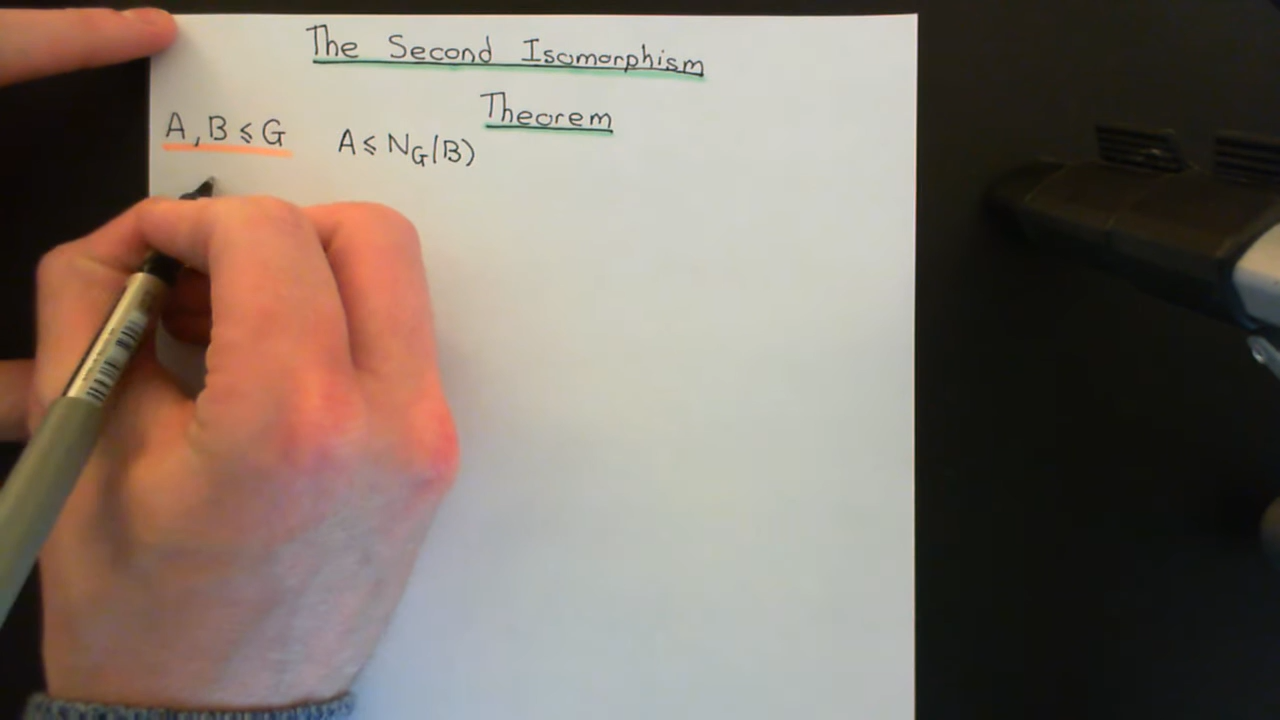 The Second Isomorphism
Theorem
A, B ≤ G A ≤ N_G(B)